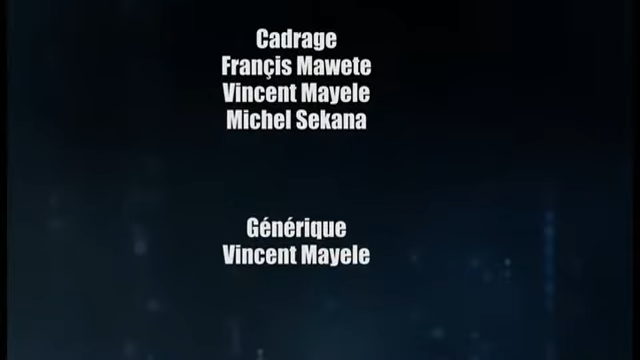 Cadrage
Françis Mawete
Vincent Mayele
Michel Sekana
Générique
Vincent Mayele